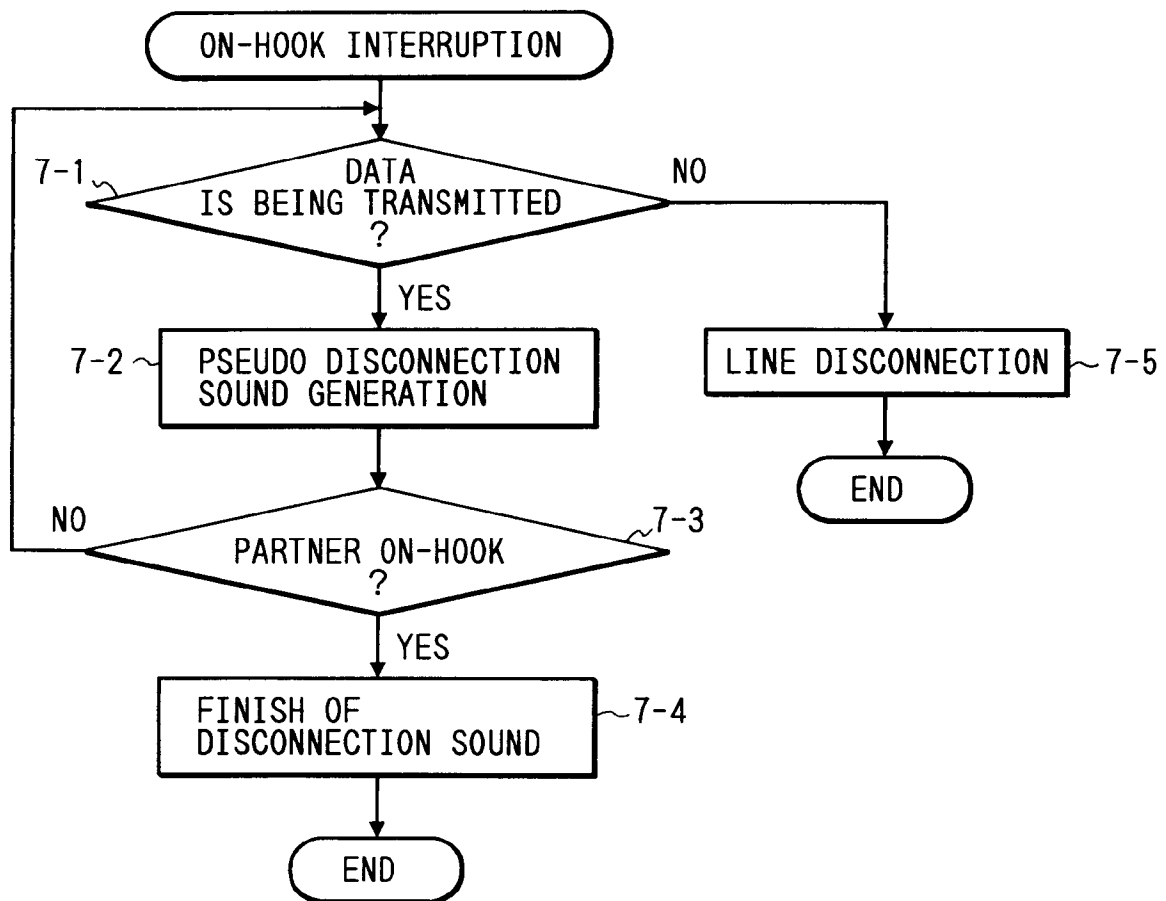 ON-HOOK INTERRUPTION
7-1
DATA
IS BEING TRANSMITTED
?
NO
YES
7-2
PSEUDO DISCONNECTION
SOUND GENERATION
LINE DISCONNECTION
7-5
END
NO
7-3
PARTNER ON-HOOK
?
YES
FINISH OF
DISCONNECTION SOUND
7-4
END